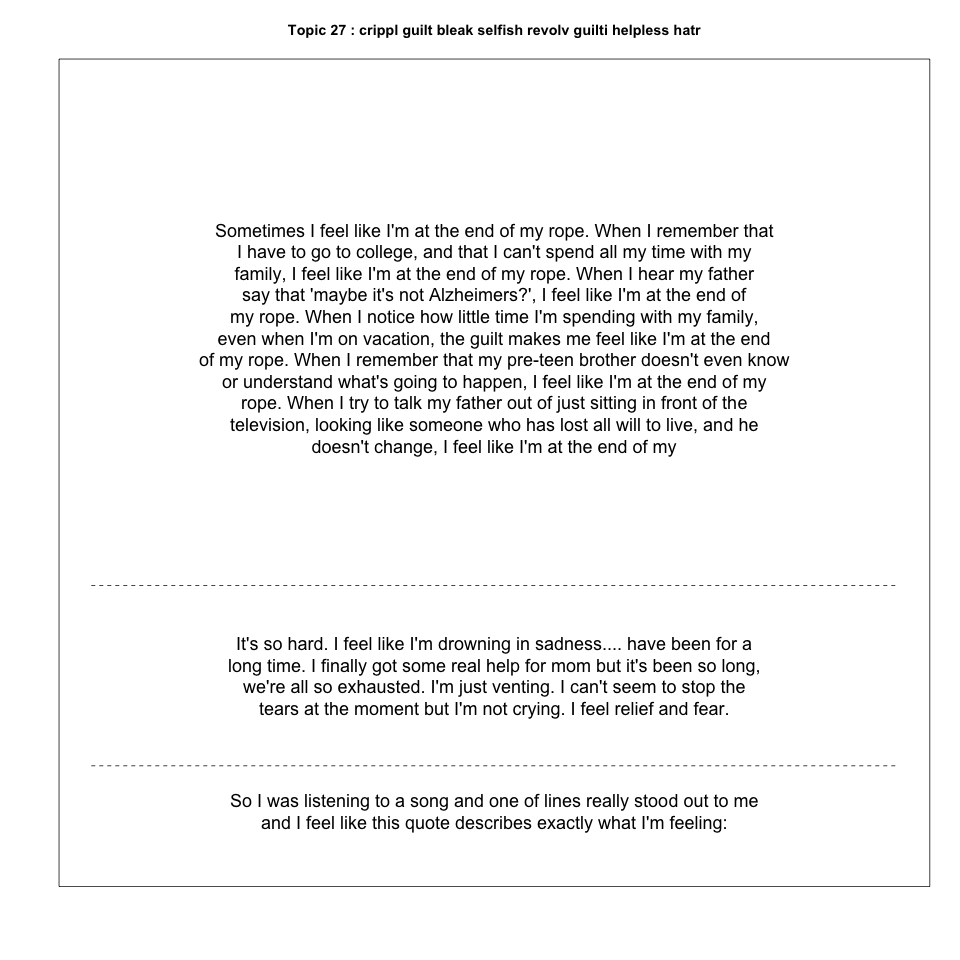 Topic 27 : crippl guilt bleak selfish revolv guilti helpless hatr
Sometimes I feel like I'm at the end of my rope. When I remember that
I have to go to college, and that I can't spend all my time with my
family, I feel like I'm at the end of my rope. When I hear my father
say that 'maybe it's not Alzheimers?', I feel like I'm at the end of
my rope. When I notice how little time I'm spending with my family,
even when I'm on vacation, the guilt makes me feel like I'm at the end
of my rope. When I remember that my pre-teen brother doesn't even know
or understand what's going to happen, I feel like I'm at the end of my
rope. When I try to talk my father out of just sitting in front of the
television, looking like someone who has lost all will to live, and he
doesn't change, I feel like I'm at the end of my
It's so hard. I feel like I'm drowning in sadness.... have been for a
long time. I finally got some real help for mom but it's been so long,
we're all so exhausted. I'm just venting. I can't seem to stop the
tears at the moment but I'm not crying. I feel relief and fear.
So I was listening to a song and one of lines really stood out to me
and I feel like this quote describes exactly what I'm feeling: